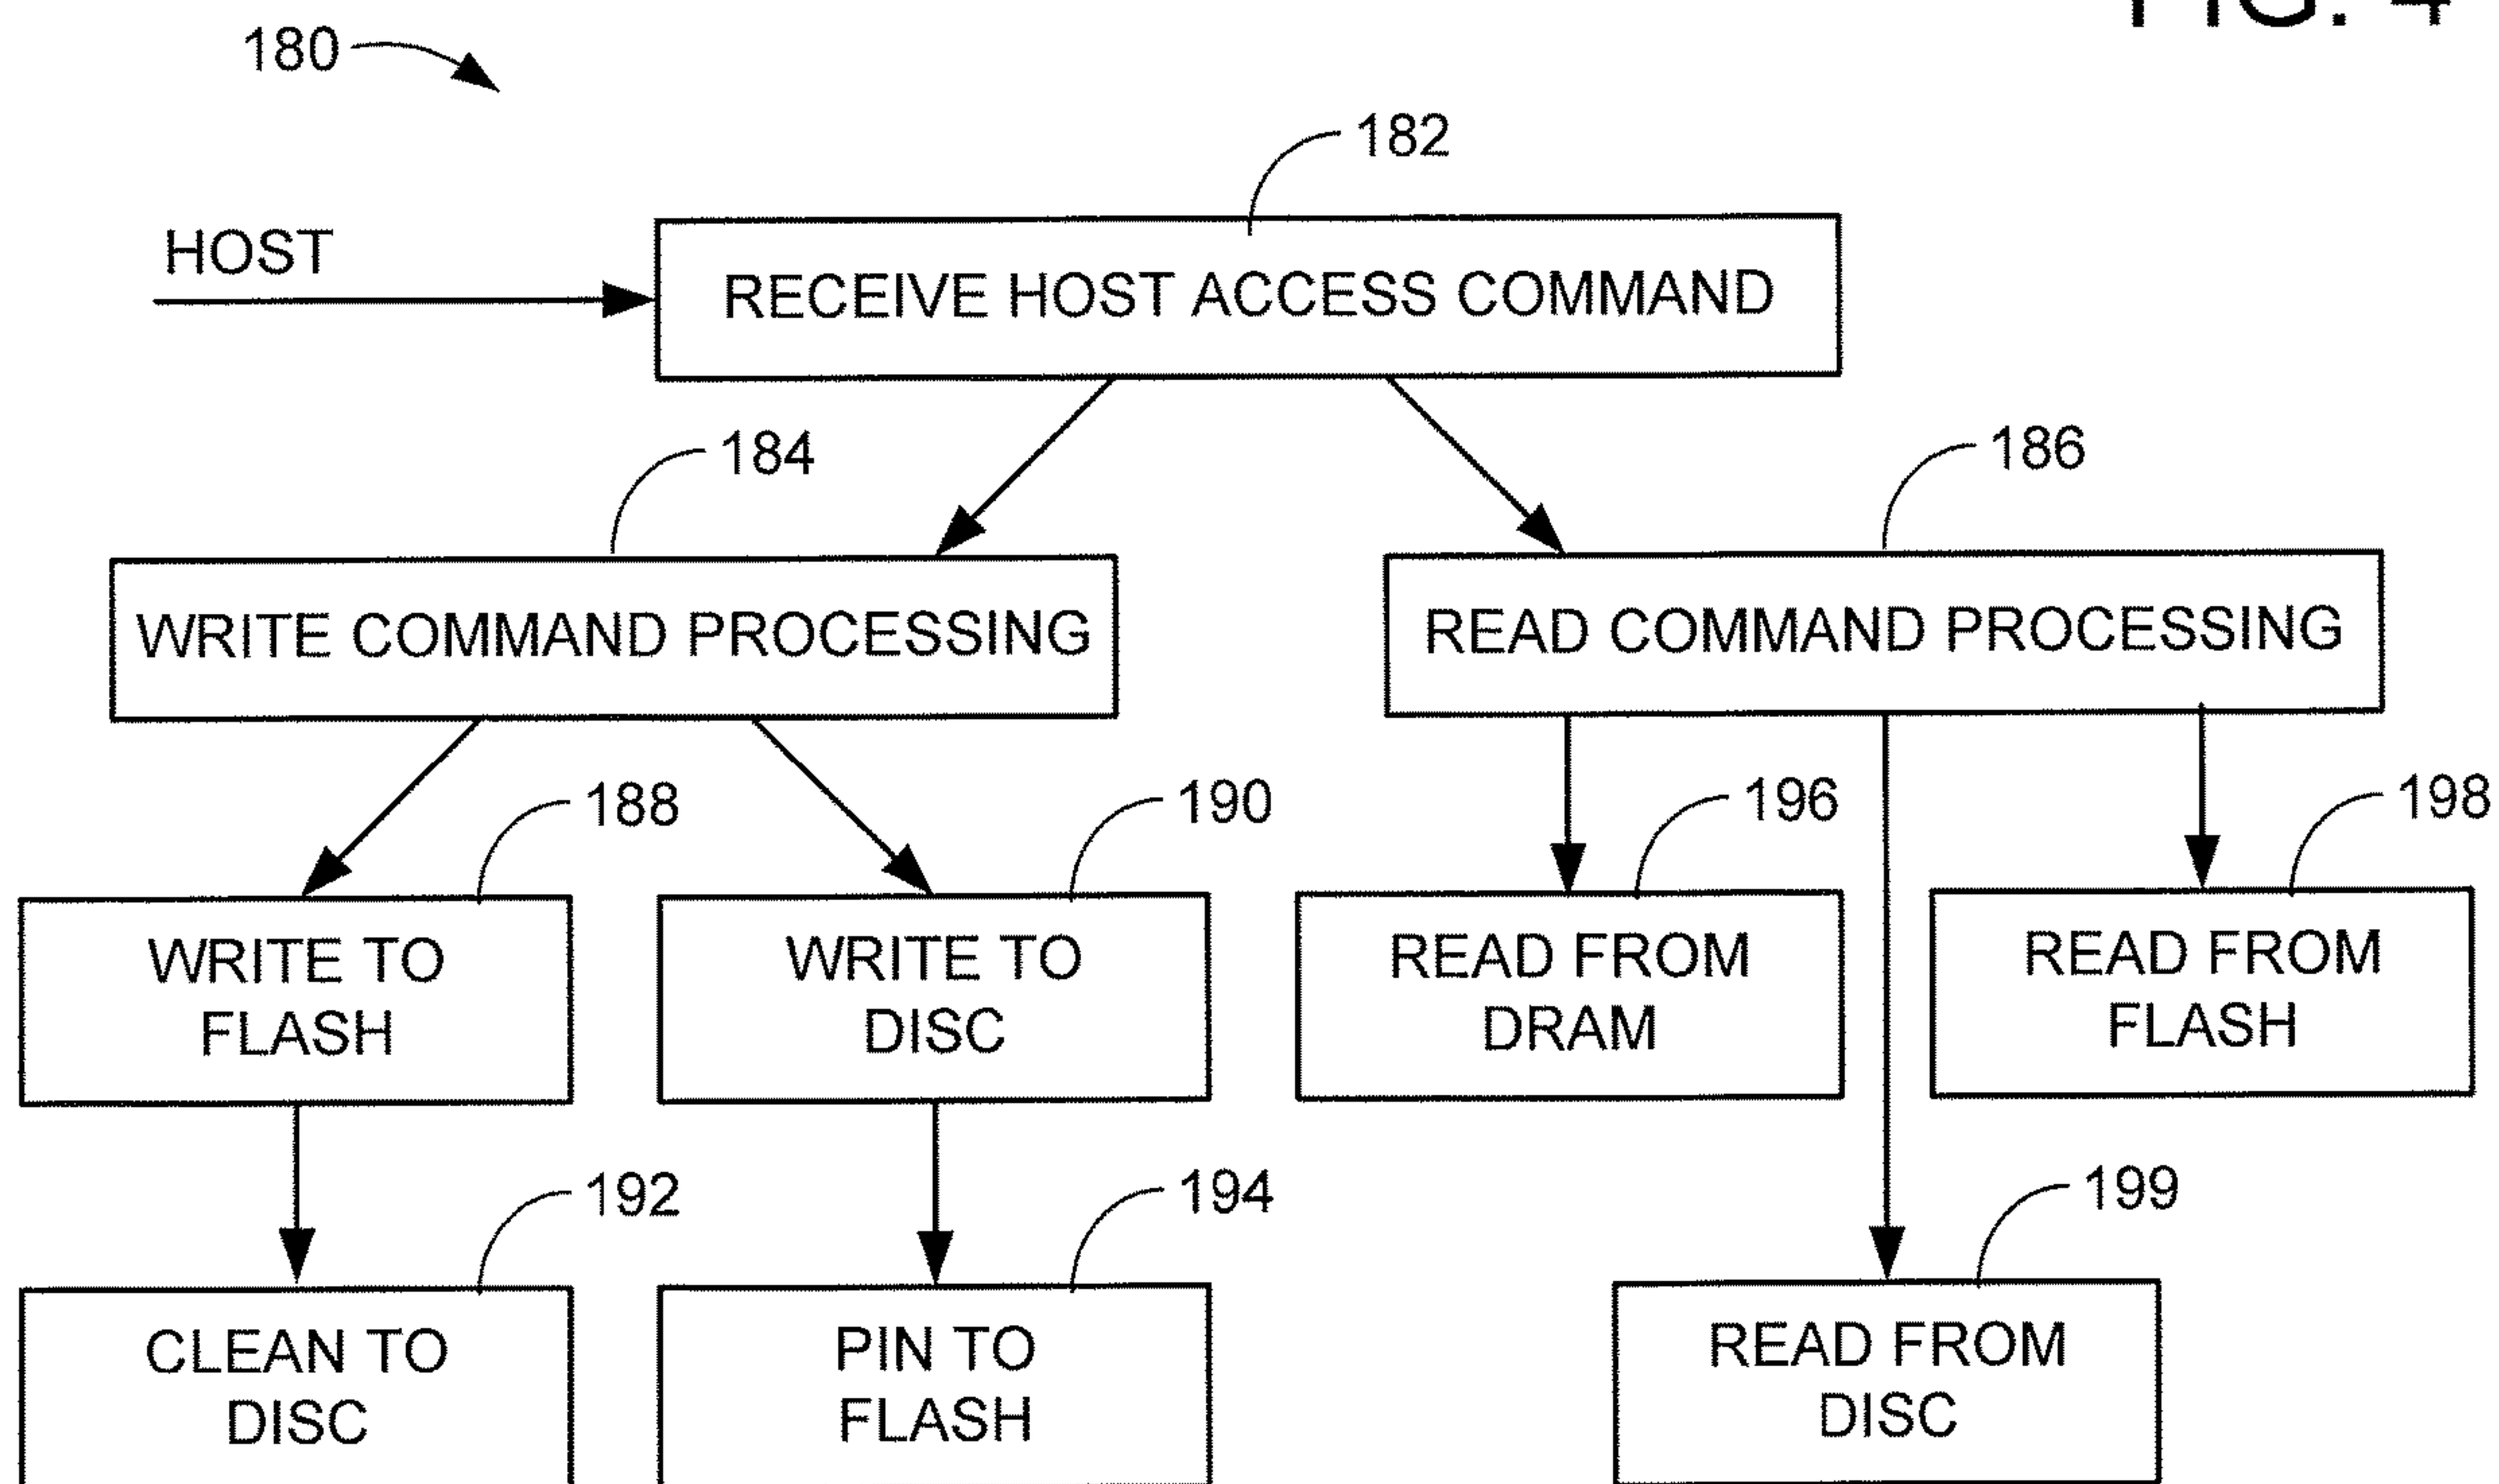 FIG. 4
180
182
HOST
RECEIVE HOST ACCESS COMMAND
184
186
WRITE COMMAND PROCESSING
READ COMMAND PROCESSING
188
190
196
198
WRITE TO
FLASH
WRITE TO
DISC
READ FROM
DRAM
READ FROM
FLASH
192
194
199
CLEAN TO
DISC
PIN TO
FLASH
READ FROM
DISC